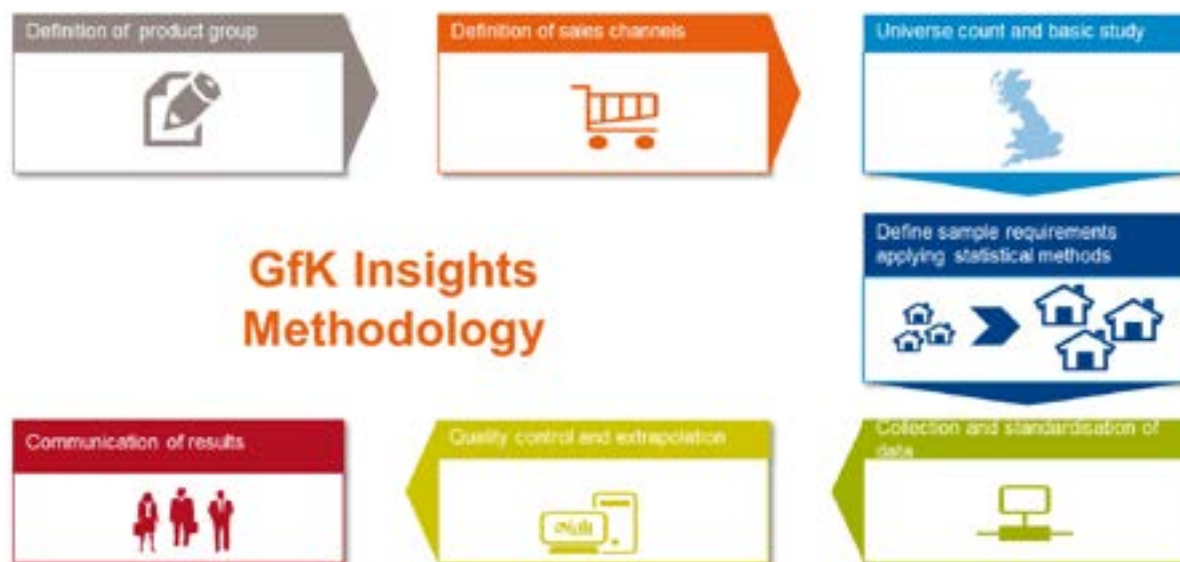 Definition of product group
Definition of sales channels
Universe count and basic study
Define sample requirements
applying statistical methods
GfK Insights
Methodology
Collection and standardisation of
data
Quality control and extrapolation
Communication of results